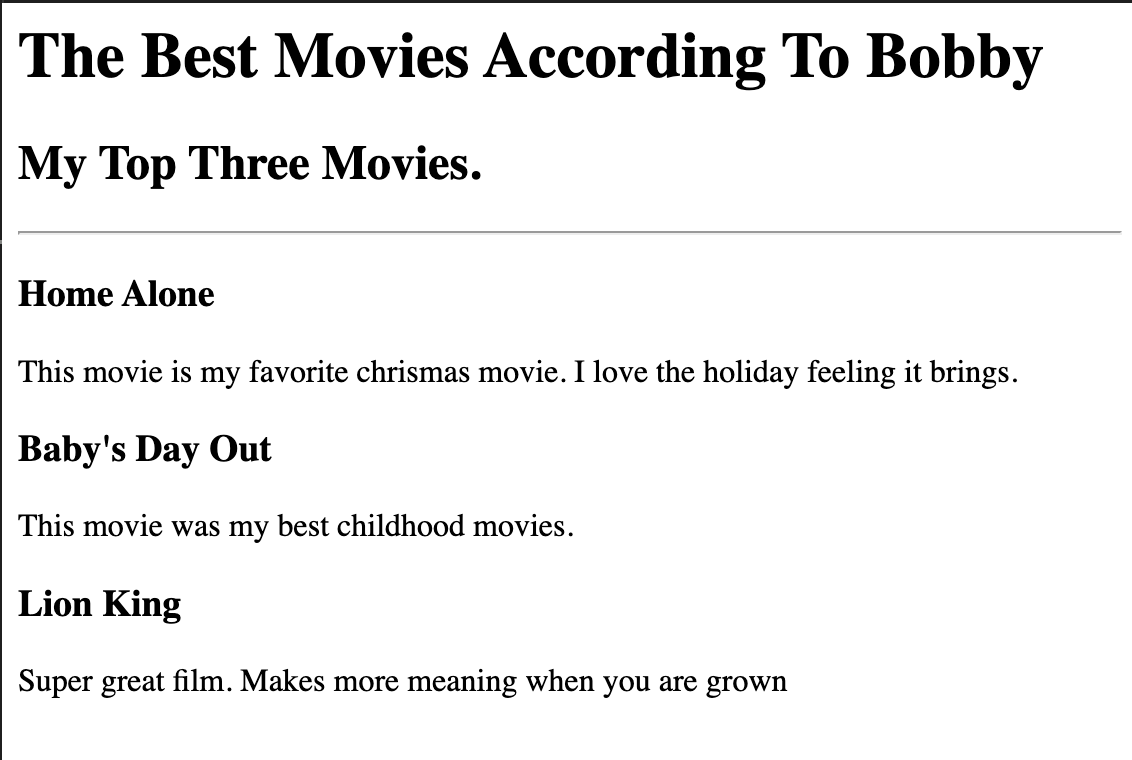 The Best Movies According To Bobby
My Top Three Movies.
Home Alone
This movie is my favorite chrismas movie. I love the holiday feeling it brings.
Baby's Day Out
This movie was my best childhood movies.
Lion King
Super great film. Makes more meaning when you are grown